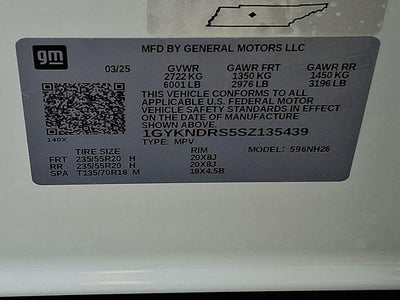 gm
MFD BY GENERAL MOTORS LLC
03/25 GVWR GAWR FRT GAWR RR
2722 KG 1350 KG 1450 KG
6001 LB 2976 LB 3196 LB
THIS VEHICLE CONFORMS TO ALL
APPLICABLE U.S. FEDERAL MOTOR
VEHICLE SAFETY STANDARDS IN EFFECT
ON THE DATE OF MANUFACTURE
SHOWN ABOVE.
1GYKNDRS5SZ135439
140X TYPE: MPV
TIRE SIZE RIM MODEL: 596NH26
FRT 235/55R20 H 20X8J
RR 235/55R20 H 20X8J
SPA T135/70R18 M 18X4.5B